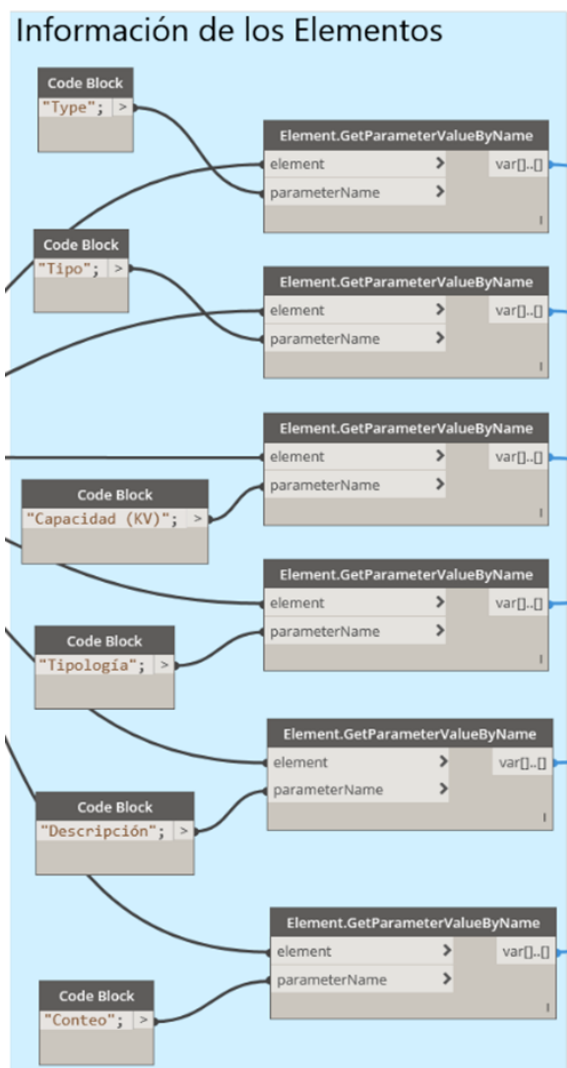 Información de los Elementos
Code Block
"Type"; >
Element.GetParameterValueByName
element > var[]..[]
parameterName >
Code Block
"Tipo"; >
Element.GetParameterValueByName
element > var[]..[]
parameterName >
Element.GetParameterValueByName
element > var[]..[]
parameterName >
Code Block
"Capacidad (KV)"; >
Element.GetParameterValueByName
element > var[]..[]
parameterName >
Code Block
"Tipología"; >
Element.GetParameterValueByName
element > var[]..[]
parameterName >
Code Block
"Descripción"; >
Element.GetParameterValueByName
element > var[]..[]
parameterName >
Code Block
"Conteo"; >